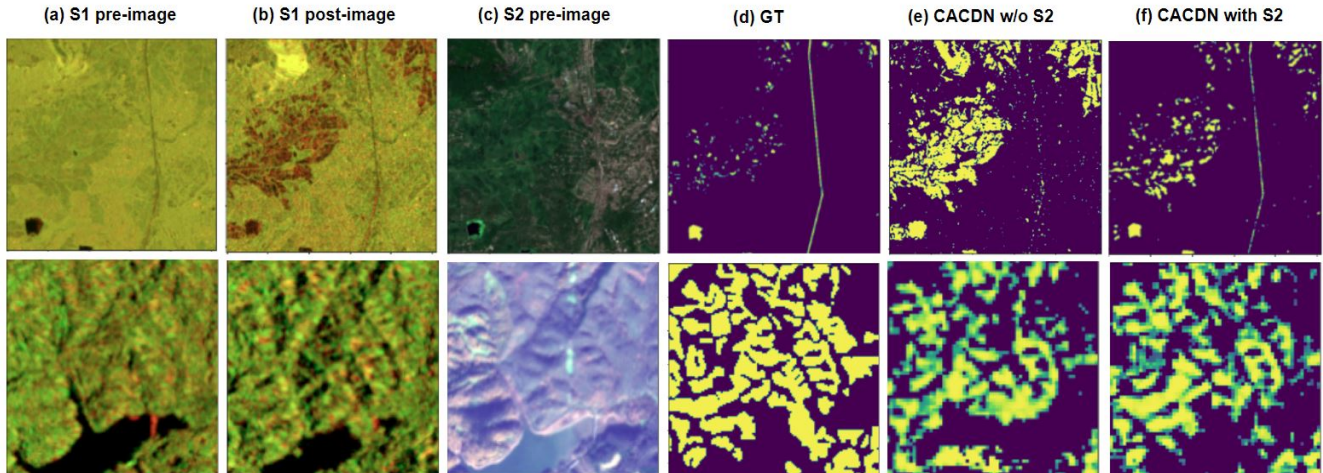 (a) S1 pre-image
(b) S1 post-image
(c) S2 pre-image
(d) GT
(e) CACDN w/o S2
(f) CACDN with S2